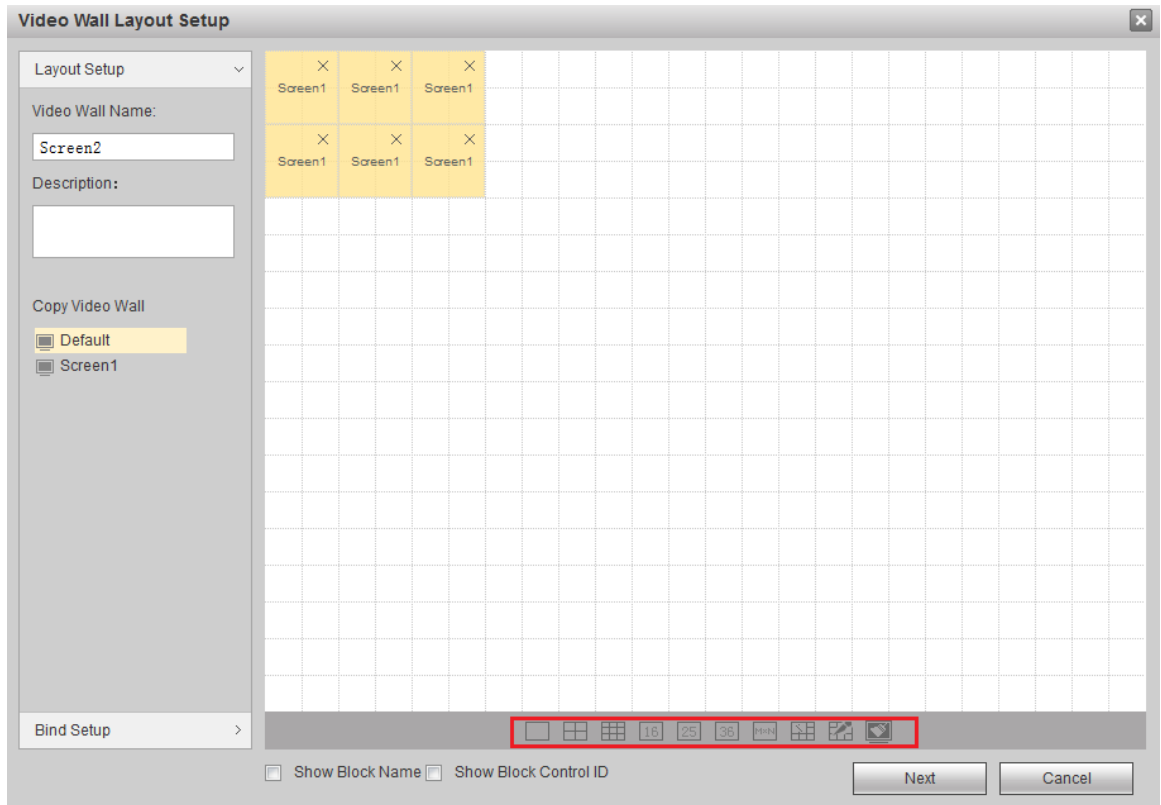 Video Wall Layout Setup
Layout Setup
Video Wall Name:
Screen2
Description:
Copy Video Wall
Default
Screen1
Bind Setup
Screen1 Screen1 Screen1
Screen1 Screen1 Screen1
16 25 36 M×N
Show Block Name Show Block Control ID
Next Cancel